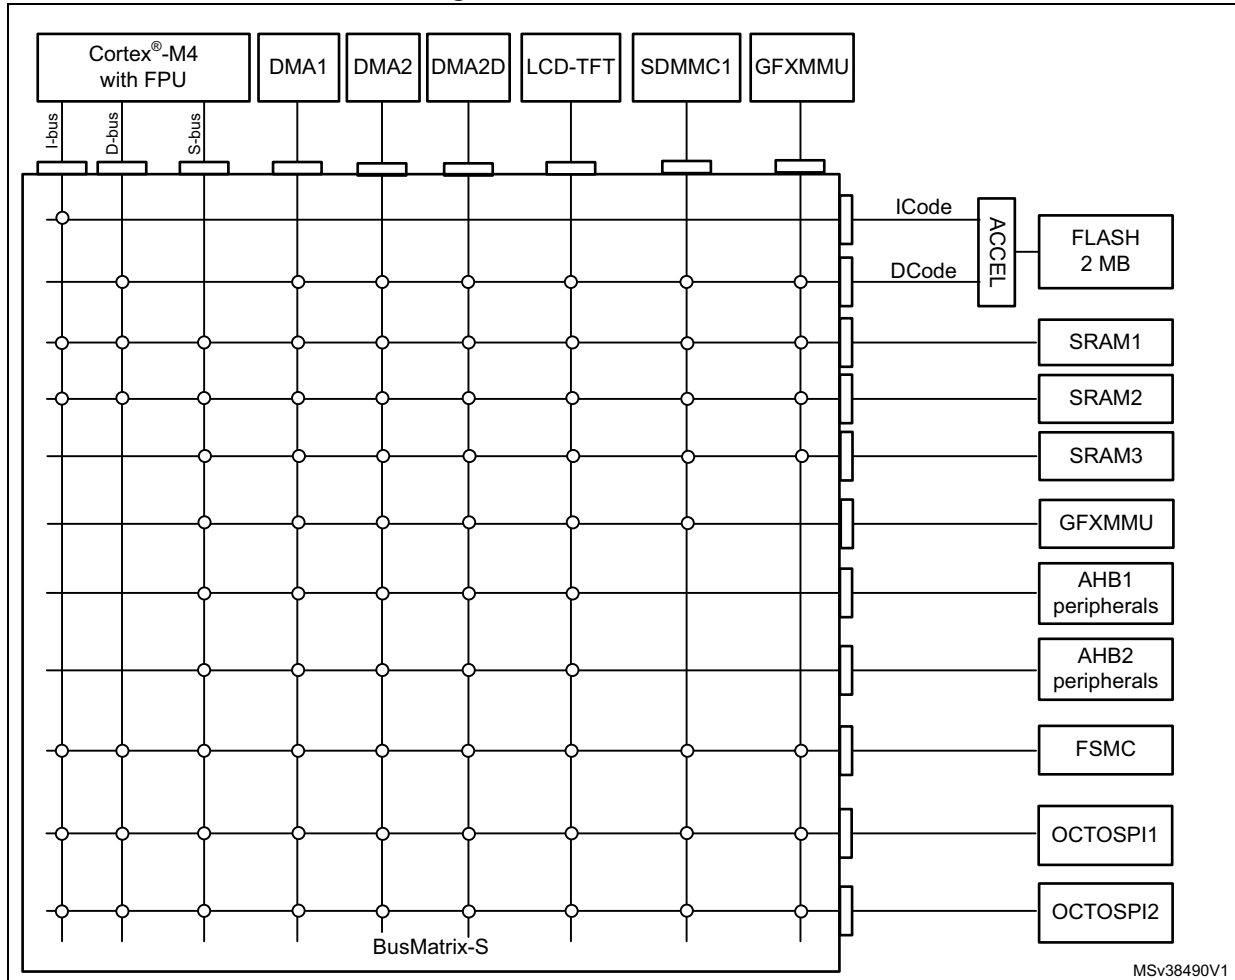 Cortex®-M4
with FPU
DMA1
DMA2
DMA2D
LCD-TFT
SDMMC1
GFXMMU
I-bus
D-bus
S-bus
ICode
DCode
ACCEL
FLASH
2 MB
SRAM1
SRAM2
SRAM3
GFXMMU
AHB1
peripherals
AHB2
peripherals
FSMC
OCTOSPI1
OCTOSPI2
BusMatrix-S
MSv38490V1